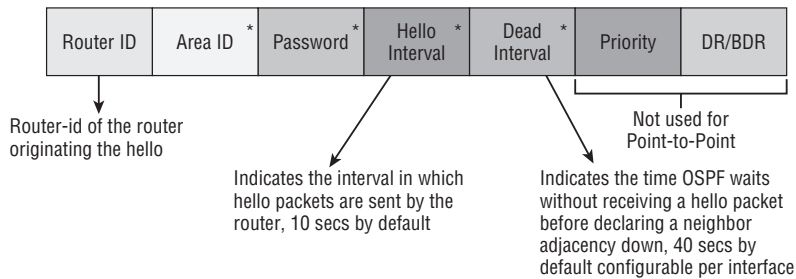 Router ID
Area ID *
Password *
Hello *
Interval
Dead *
Interval
Priority
DR/BDR
Router-id of the router
originating the hello
Not used for
Point-to-Point
Indicates the interval in which
hello packets are sent by the
router, 10 secs by default
Indicates the time OSPF waits
without receiving a hello packet
before declaring a neighbor
adjacency down, 40 secs by
default configurable per interface